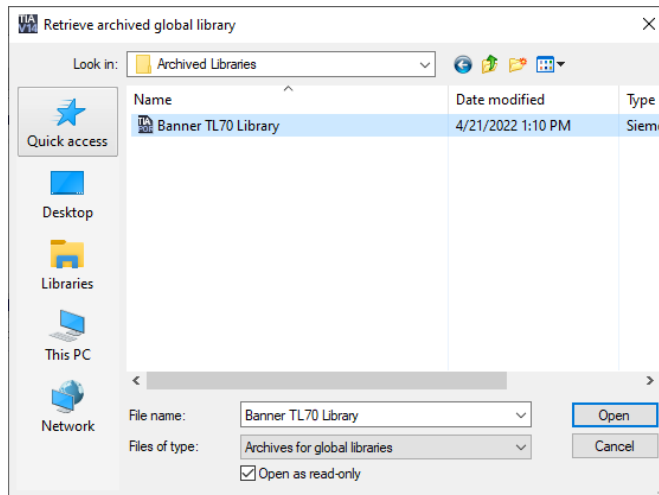 TIA V14 Retrieve archived global library
Look in: Archived Libraries
Name Date modified Type
Banner TL70 Library 4/21/2022 1:10 PM Siem
Quick access
Desktop
Libraries
This PC
Network
File name: Banner TL70 Library Open
Files of type: Archives for global libraries Cancel
Open as read-only